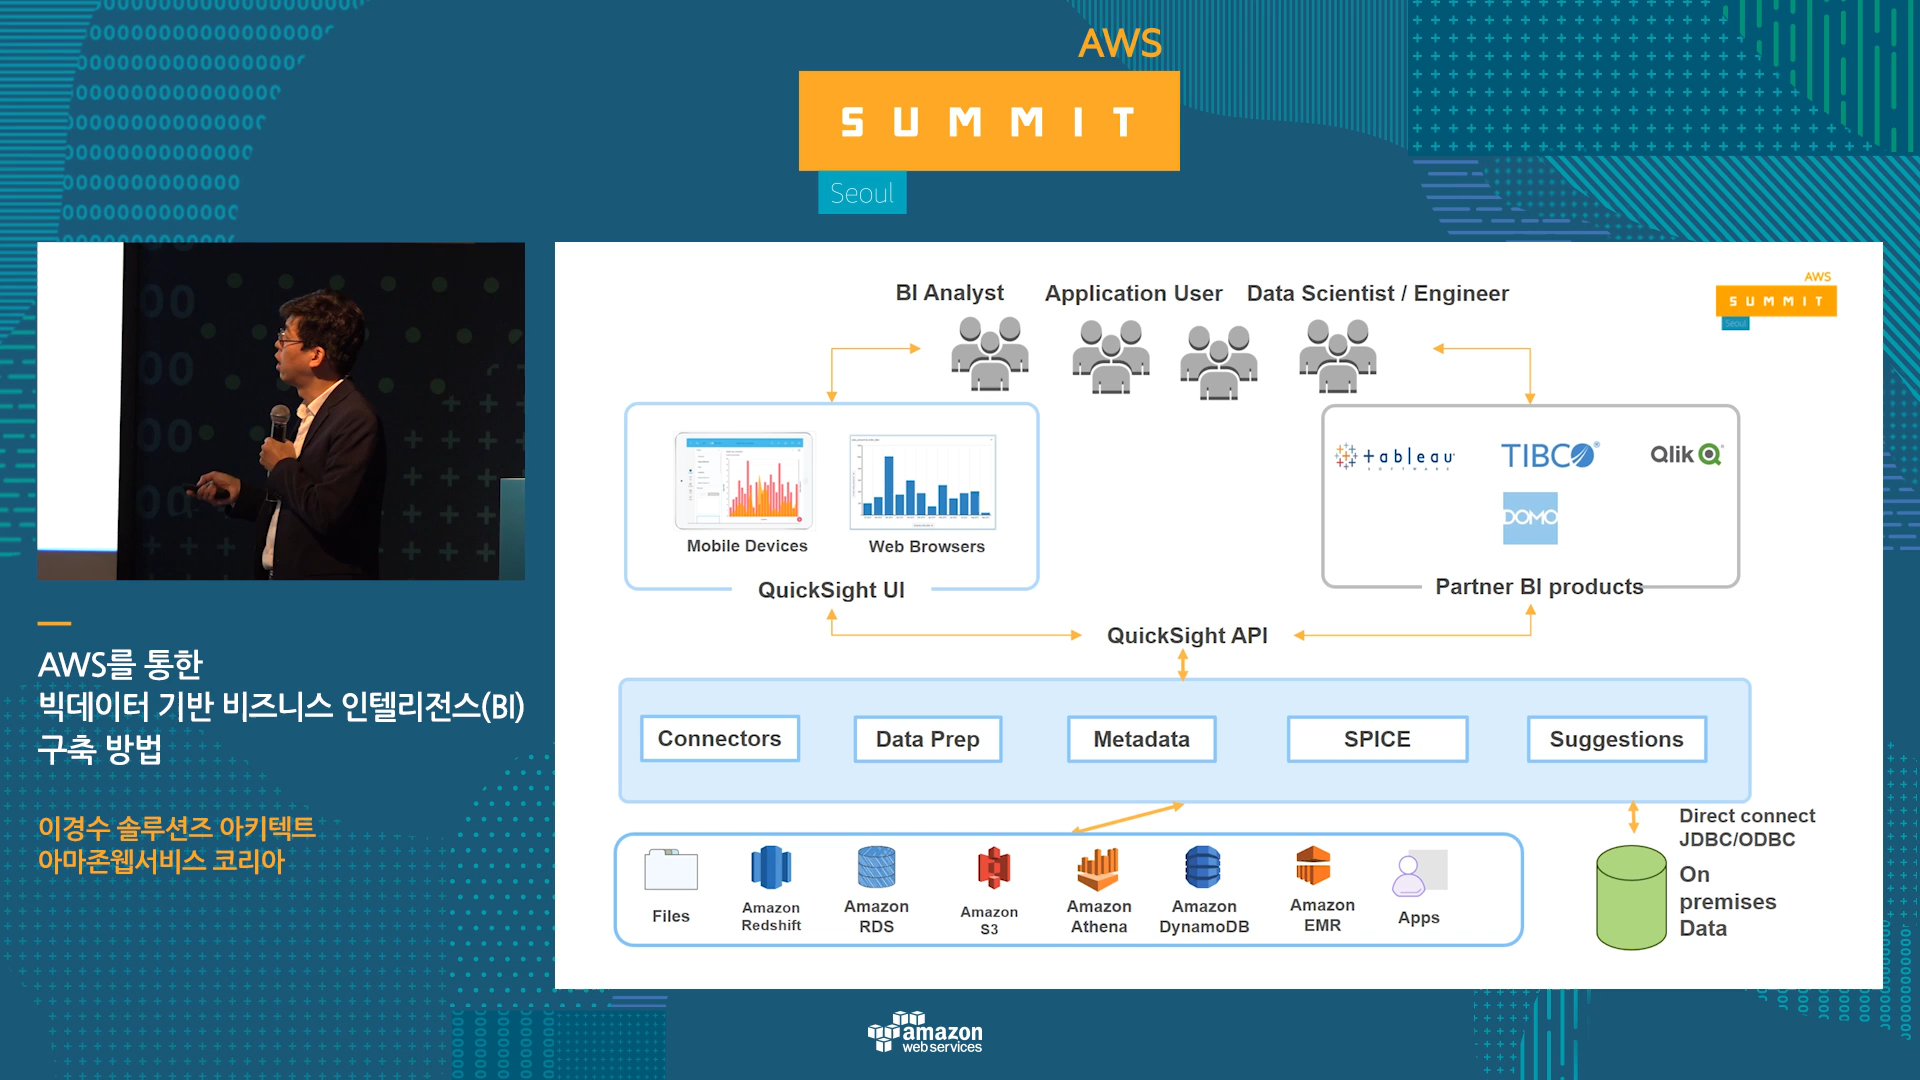 AWS
SUMMIT
Seoul
AWS를 통한
빅데이터 기반 비즈니스 인텔리전스(BI)
구축 방법
이경수 솔루션즈 아키텍트
아마존웹서비스 코리아
BI Analyst
Application User
Data Scientist / Engineer
AWS
SUMMIT
Seoul
Mobile Devices
Web Browsers
QuickSight UI
tableau
SOFTWARE
TIBCO
Qlik
DOMO
Partner BI products
QuickSight API
Connectors
Data Prep
Metadata
SPICE
Suggestions
Direct connect
JDBC/ODBC
On
premises
Data
Files
Amazon
Redshift
Amazon
RDS
Amazon
S3
Amazon
Athena
Amazon
DynamoDB
Amazon
EMR
Apps
amazon
web services